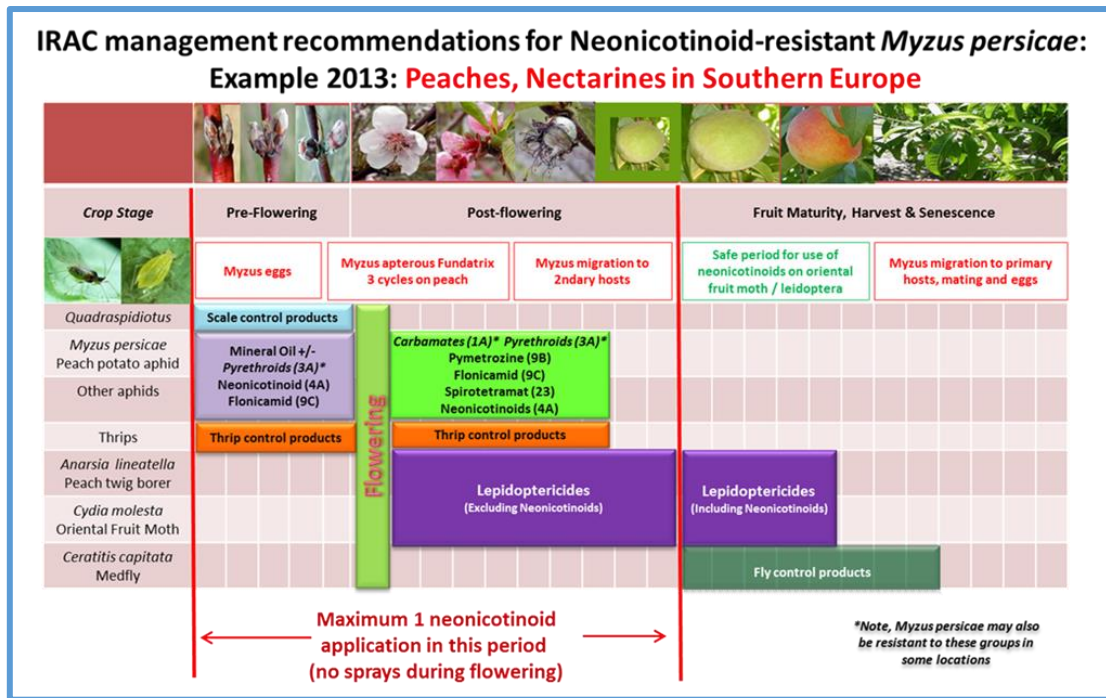 IRAC management recommendations for Neonicotinoid-resistant Myzus persicae:
Example 2013: Peaches, Nectarines in Southern Europe
Crop Stage
Pre-Flowering
Post-flowering
Fruit Maturity, Harvest & Senescence
Myzus eggs
Myzus apterous Fundatrix
3 cycles on peach
Myzus migration to
2ndary hosts
Safe period for use of
neonicotinoids on oriental
fruit moth / leidoptera
Myzus migration to primary
hosts, mating and eggs
Quadraspidiotus
Scale control products
Myzus persicae
Peach potato aphid
Other aphids
Mineral Oil +/-
Pyrethroids (3A)*
Neonicotinoid (4A)
Flonicamid (9C)
Flowering
Carbamates (1A)* Pyrethroids (3A)*
Pymetrozine (9B)
Flonicamid (9C)
Spirotetramat (23)
Neonicotinoids (4A)
Thrips
Thrip control products
Thrip control products
Anarsia lineatella
Peach twig borer
Cydia molesta
Oriental Fruit Moth
Lepidoptericides
(Excluding Neonicotinoids)
Lepidoptericides
(Including Neonicotinoids)
Ceratitis capitata
Medfly
Fly control products
Maximum 1 neonicotinoid
application in this period
(no sprays during flowering)
*Note, Myzus persicae may also
be resistant to these groups in
some locations